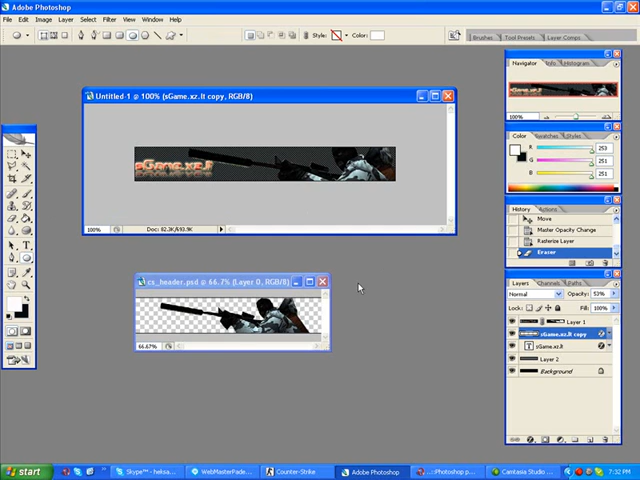 Adobe Photoshop
File Edit Image Layer Select Filter View Window Help
Style: Color:
Brushes Tool Presets Layer Comps
Untitled-1 @ 100% (sGame.xz.lt copy, RGB/8)
sGame.xz.lt
100% Doc: 82.3K/693.9K
cs_header.psd @ 66.7% (Layer 0, RGB/8)
66.67%
Navigator Info Histogram
100%
Color Swatches Styles
R 253
G 251
B 251
History Actions
Move
Master Opacity Change
Rasterize Layer
Eraser
Layers Channels Paths
Normal Opacity: 53%
Lock: Fill: 100%
Layer 1
sGame.xz.lt copy
T sGame.xz.lt
Layer 2
Background
start Skype™ - heksa... WebMasterPade... Counter-Strike Adobe Photoshop ..::Photoshop p... Camtasia Studio ... 7:32 PM